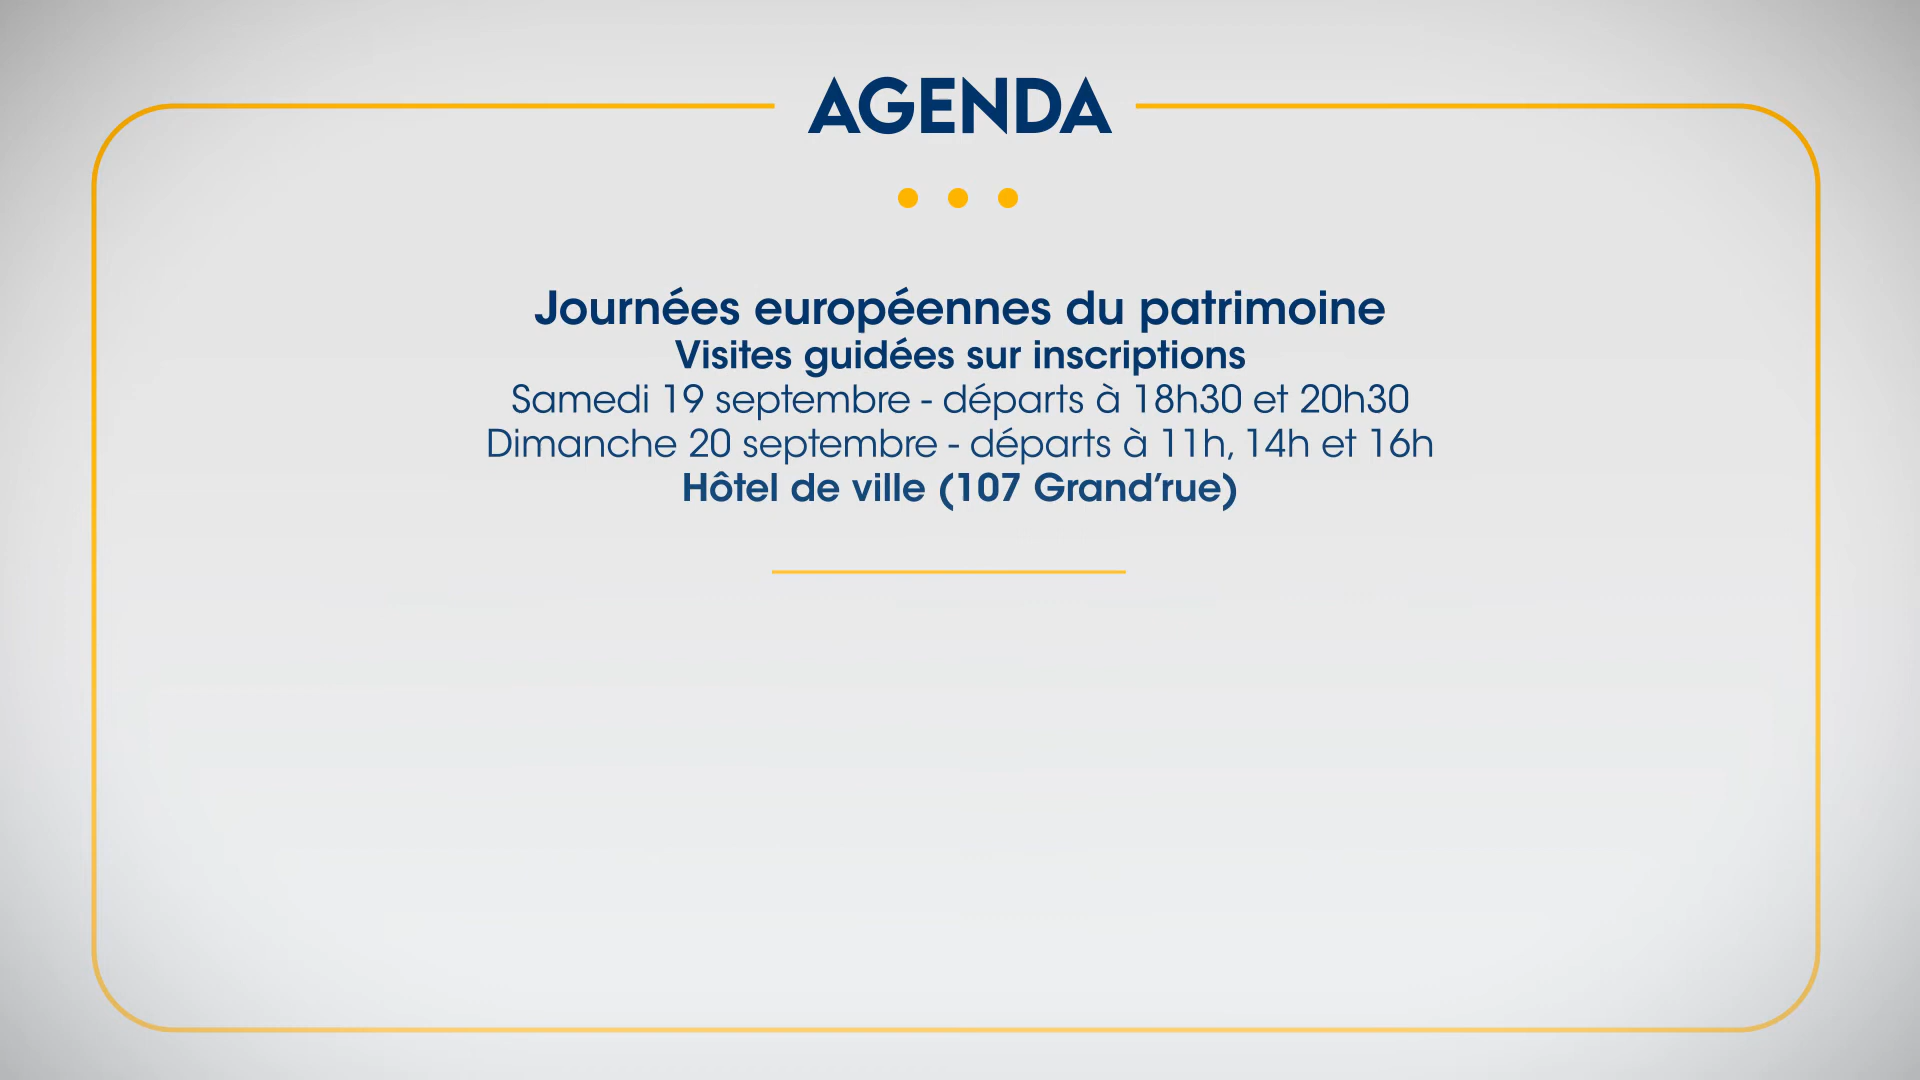 AGENDA
Journées européennes du patrimoine
Visites guidées sur inscriptions
Samedi 19 septembre - départs à 18h30 et 20h30
Dimanche 20 septembre - départs à 11h, 14h et 16h
Hôtel de ville (107 Grand’rue)